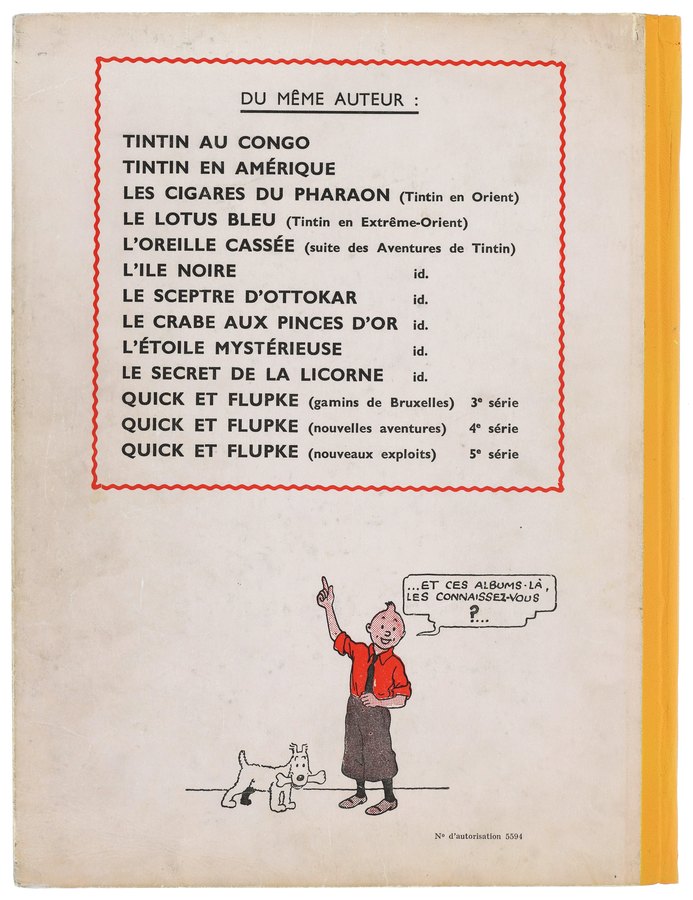 DU MÊME AUTEUR :
TINTIN AU CONGO
TINTIN EN AMÉRIQUE
LES CIGARES DU PHARAON (Tintin en Orient)
LE LOTUS BLEU (Tintin en Extrême-Orient)
L'OREILLE CASSÉE (suite des Aventures de Tintin)
L'ILE NOIRE id.
LE SCEPTRE D'OTTOKAR id.
LE CRABE AUX PINCES D'OR id.
L'ÉTOILE MYSTÉRIEUSE id.
LE SECRET DE LA LICORNE id.
QUICK ET FLUPKE (gamins de Bruxelles) 3e série
QUICK ET FLUPKE (nouvelles aventures) 4e série
QUICK ET FLUPKE (nouveaux exploits) 5e série
...ET CES ALBUMS-LÀ,
LES CONNAISSEZ-VOUS
?...
No d'autorisation 5594